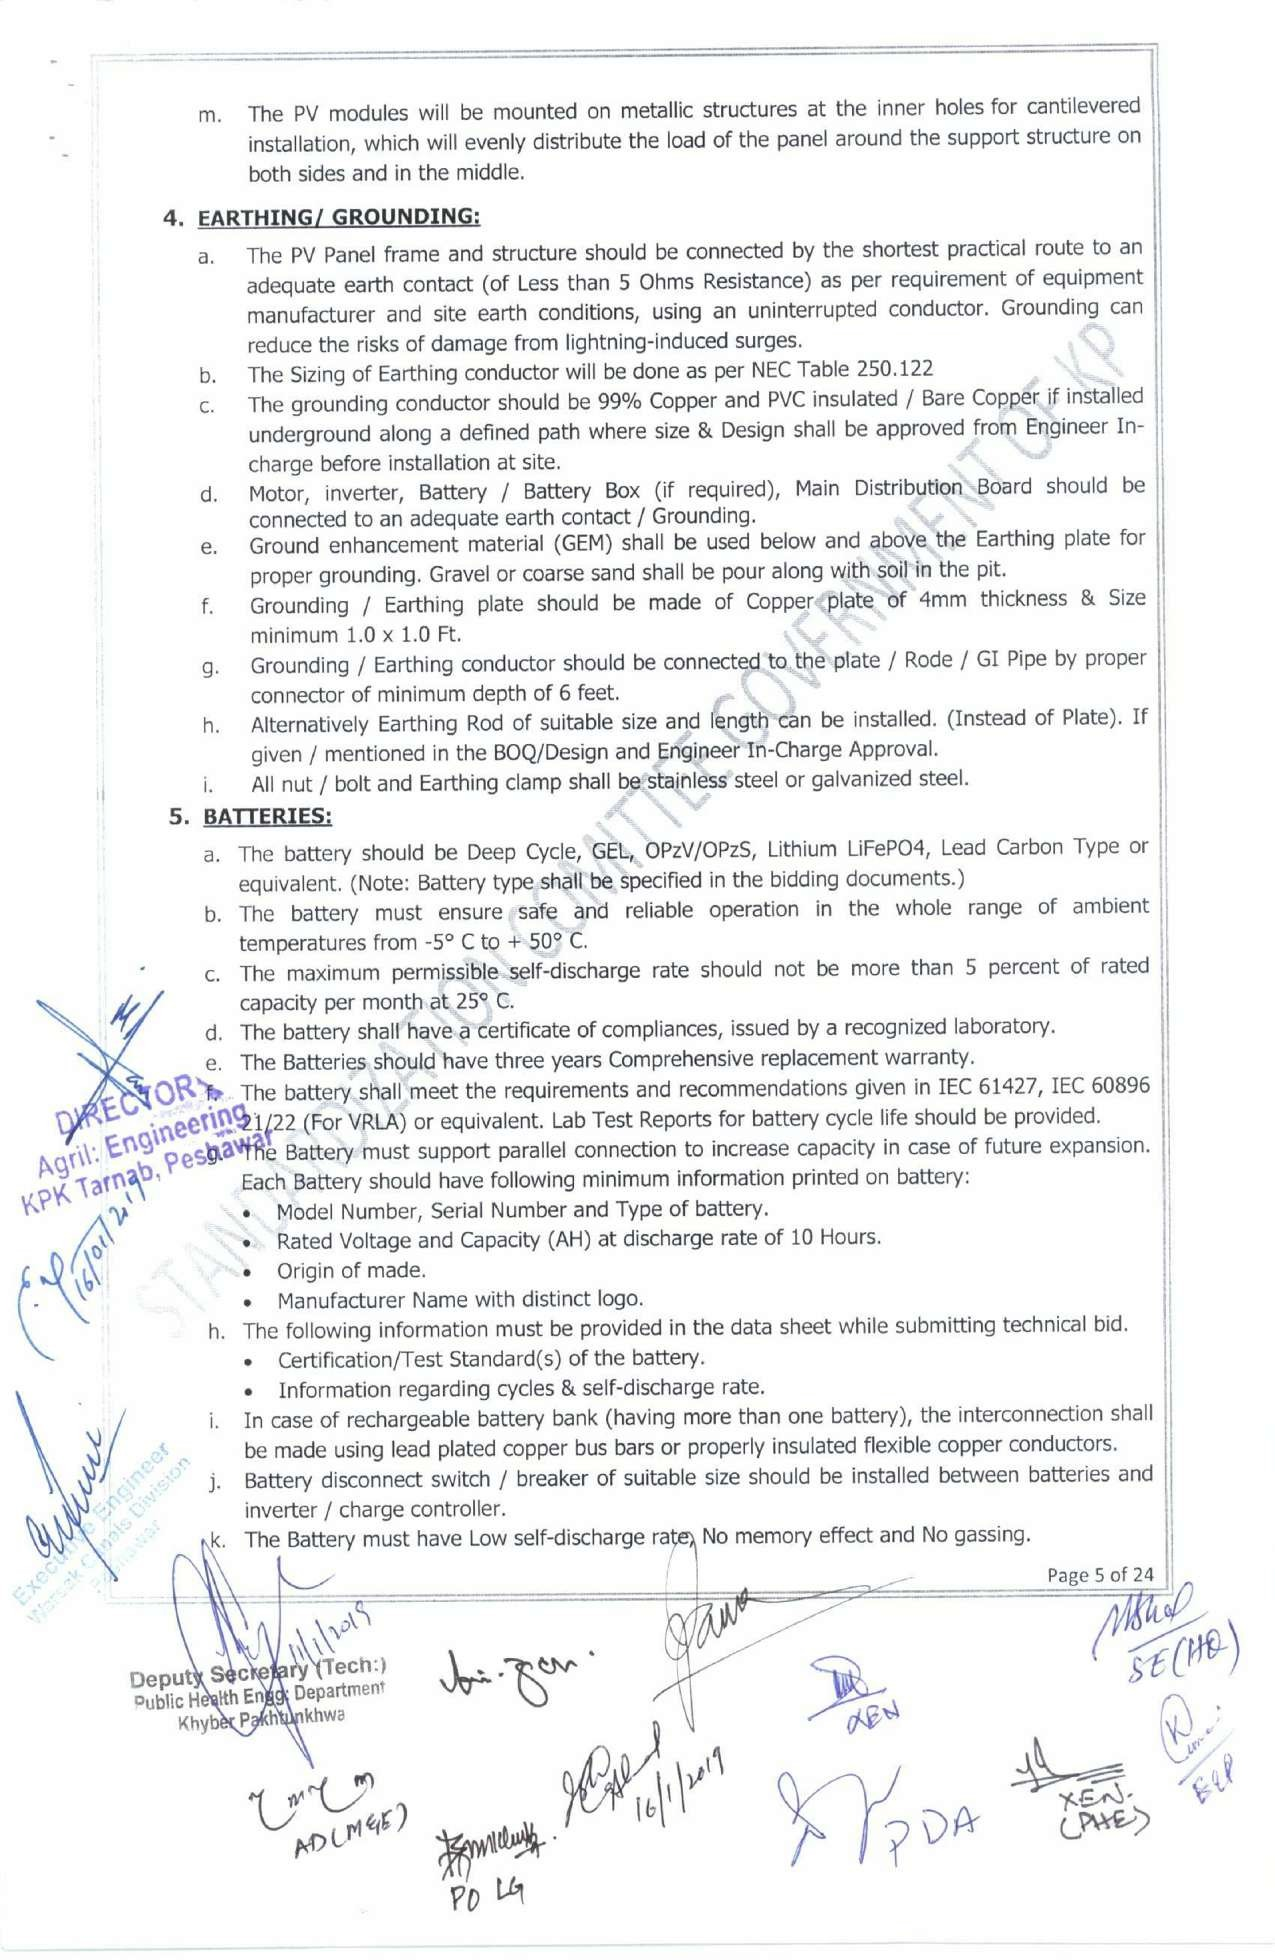 m. The PV modules will be mounted on metallic structures at the inner holes for cantilevered
installation, which will evenly distribute the load of the panel around the support structure on
both sides and in the middle.
4. EARTHING/ GROUNDING:
a. The PV Panel frame and structure should be connected by the shortest practical route to an
adequate earth contact (of Less than 5 Ohms Resistance) as per requirement of equipment
manufacturer and site earth conditions, using an uninterrupted conductor. Grounding can
reduce the risks of damage from lightning-induced surges.
b. The Sizing of Earthing conductor will be done as per NEC Table 250.122
c. The grounding conductor should be 99% Copper and PVC insulated / Bare Copper if installed
underground along a defined path where size & Design shall be approved from Engineer In-
charge before installation at site.
d. Motor, inverter, Battery / Battery Box (if required), Main Distribution Board should be
connected to an adequate earth contact / Grounding.
e. Ground enhancement material (GEM) shall be used below and above the Earthing plate for
proper grounding. Gravel or coarse sand shall be pour along with soil in the pit.
f. Grounding / Earthing plate should be made of Copper plate of 4mm thickness & Size
minimum 1.0 x 1.0 Ft.
g. Grounding / Earthing conductor should be connected to the plate / Rode / GI Pipe by proper
connector of minimum depth of 6 feet.
h. Alternatively Earthing Rod of suitable size and length can be installed. (Instead of Plate). If
given / mentioned in the BOQ/Design and Engineer In-Charge Approval.
i. All nut / bolt and Earthing clamp shall be stainless steel or galvanized steel.
5. BATTERIES:
a. The battery should be Deep Cycle, GEL, OPzV/OPzS, Lithium LiFePO4, Lead Carbon Type or
equivalent. (Note: Battery type shall be specified in the bidding documents.)
b. The battery must ensure safe and reliable operation in the whole range of ambient
temperatures from -5° C to + 50° C.
c. The maximum permissible self-discharge rate should not be more than 5 percent of rated
capacity per month at 25° C.
d. The battery shall have a certificate of compliances, issued by a recognized laboratory.
e. The Batteries should have three years Comprehensive replacement warranty.
f. The battery shall meet the requirements and recommendations given in IEC 61427, IEC 60896
21/22 (For VRLA) or equivalent. Lab Test Reports for battery cycle life should be provided.
g. The Battery must support parallel connection to increase capacity in case of future expansion.
Each Battery should have following minimum information printed on battery:
• Model Number, Serial Number and Type of battery.
• Rated Voltage and Capacity (AH) at discharge rate of 10 Hours.
• Origin of made.
• Manufacturer Name with distinct logo.
h. The following information must be provided in the data sheet while submitting technical bid.
• Certification/Test Standard(s) of the battery.
• Information regarding cycles & self-discharge rate.
i. In case of rechargeable battery bank (having more than one battery), the interconnection shall
be made using lead plated copper bus bars or properly insulated flexible copper conductors.
j. Battery disconnect switch / breaker of suitable size should be installed between batteries and
inverter / charge controller.
k. The Battery must have Low self-discharge rate, No memory effect and No gassing.
Page 5 of 24
STANDARDIZATION COMMITTEE GOVERNMENT OF KP
DIRECTOR
Agril: Engineering
KPK Tarnab, Peshawar
16/01/2019
Executive Engineer
Warsak Canals Division
Peshawar
11/1/2019
Deputy Secretary (Tech:)
Public Health Engg: Department
Khyber Pakhtunkhwa
SE(HQ)
XEN
AD(M&E)
16/1/2019
PO LG
PDA
XEN.
(PHE)